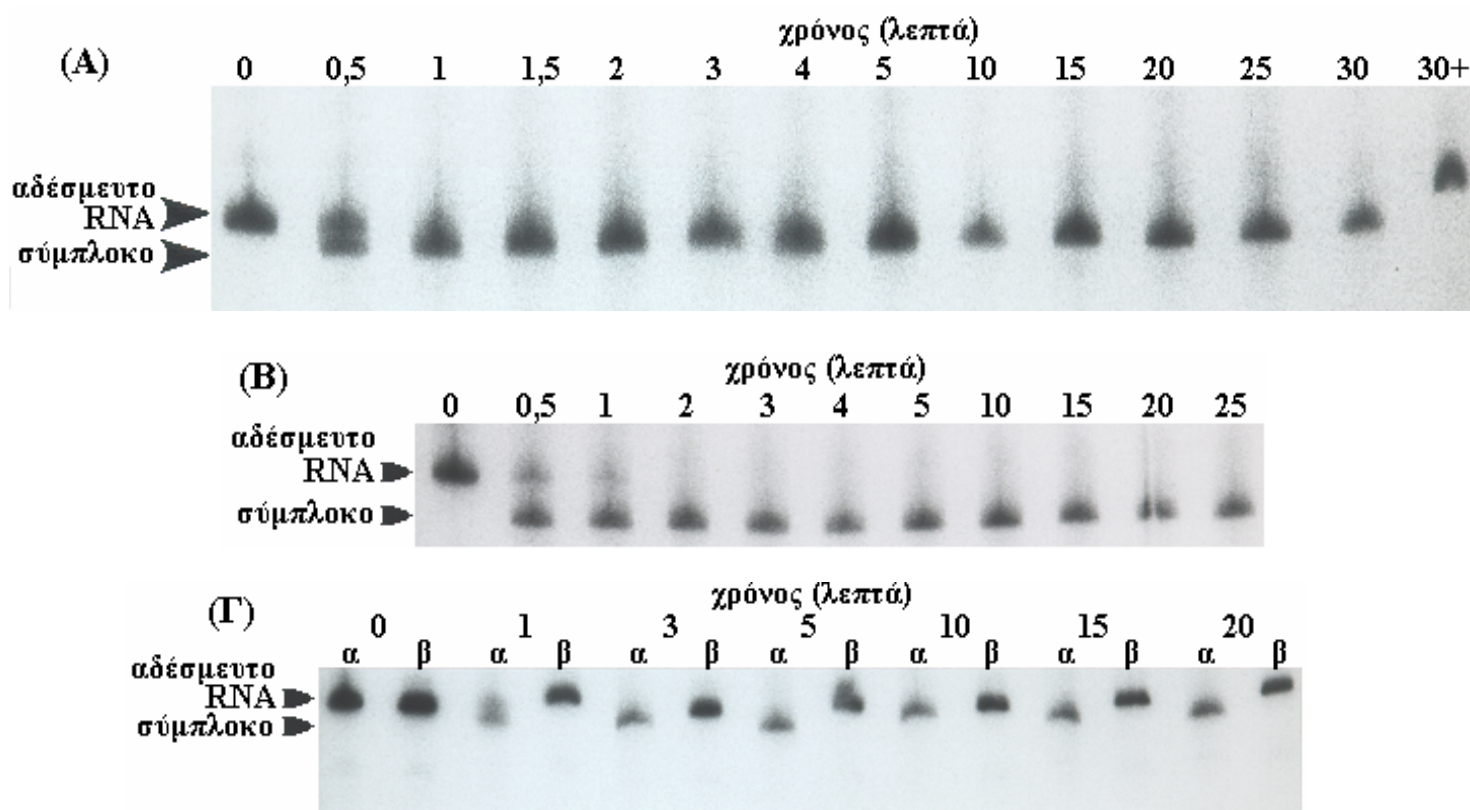 χρόνος (λεπτά)
(Α) 0 0,5 1 1,5 2 3 4 5 10 15 20 25 30 30+
αδέσμευτο
RNA
σύμπλοκο
(Β) χρόνος (λεπτά)
0 0,5 1 2 3 4 5 10 15 20 25
αδέσμευτο
RNA
σύμπλοκο
(Γ) χρόνος (λεπτά)
0 1 3 5 10 15 20
α β α β α β α β α β α β α β
αδέσμευτο
RNA
σύμπλοκο